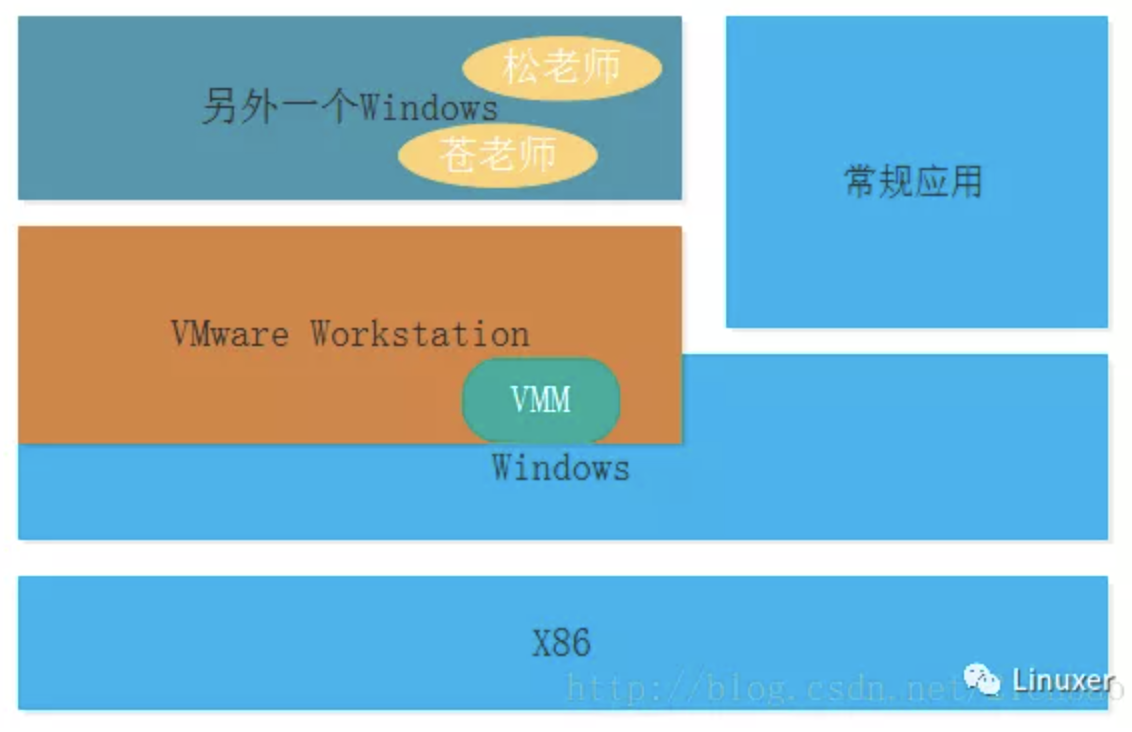 松老师
另外一个Windows
苍老师
常规应用
VMware Workstation
VMM
Windows
X86
http://blog.csdn.net/
Linuxer